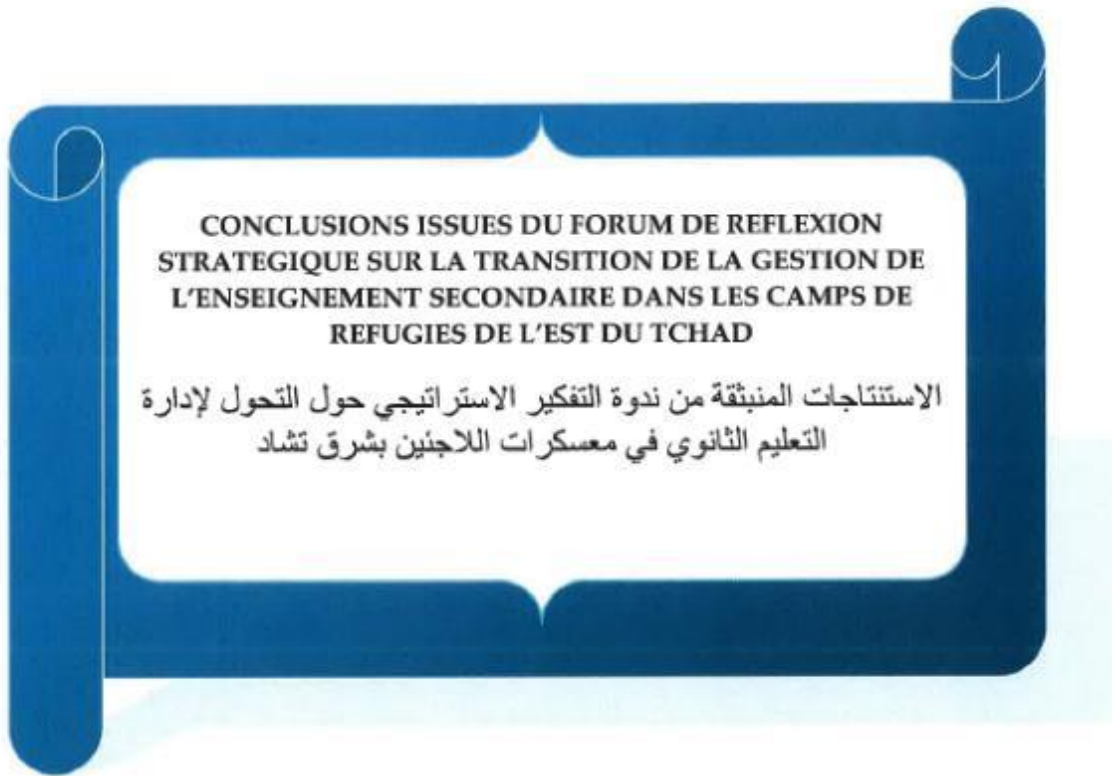 CONCLUSIONS ISSUES DU FORUM DE REFLEXION
STRATEGIQUE SUR LA TRANSITION DE LA GESTION DE
L'ENSEIGNEMENT SECONDAIRE DANS LES CAMPS DE
REFUGIES DE L'EST DU TCHAD
الاستنتاجات المنبثقة من ندوة التفكير الاستراتيجي حول التحول لإدارة
التعليم الثانوي في معسكرات اللاجئين بشرق تشاد